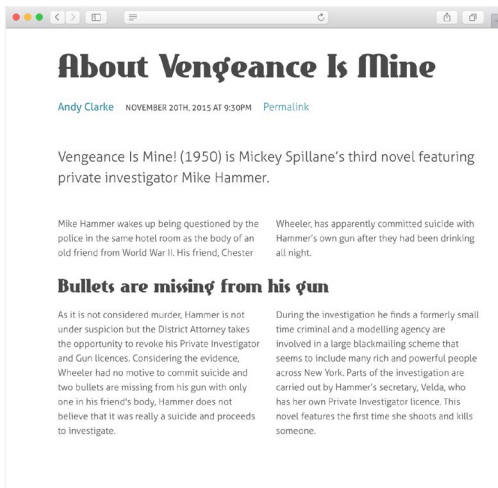 About Vengeance Is Mine
Andy Clarke NOVEMBER 20TH, 2015 AT 9:30PM Permalink
Vengeance Is Mine! (1950) is Mickey Spillane's third novel featuring
private investigator Mike Hammer.
Mike Hammer wakes up being questioned by the
police in the same hotel room as the body of an
old friend from World War II. His friend, Chester
Wheeler, has apparently committed suicide with
Hammer's own gun after they had been drinking
all night.
Bullets are missing from his gun
As it is not considered murder, Hammer is not
under suspicion but the District Attorney takes
the opportunity to revoke his Private Investigator
and Gun licences. Considering the evidence,
Wheeler had no motive to commit suicide and
two bullets are missing from his gun with only
one in his friend's body, Hammer does not
believe that it was really a suicide and proceeds
to investigate.
During the investigation he finds a formerly small
time criminal and a modelling agency are
involved in a large blackmailing scheme that
seems to include many rich and powerful people
across New York. Parts of the investigation are
carried out by Hammer's secretary, Velda, who
has her own Private Investigator licence. This
novel features the first time she shoots and kills
someone.